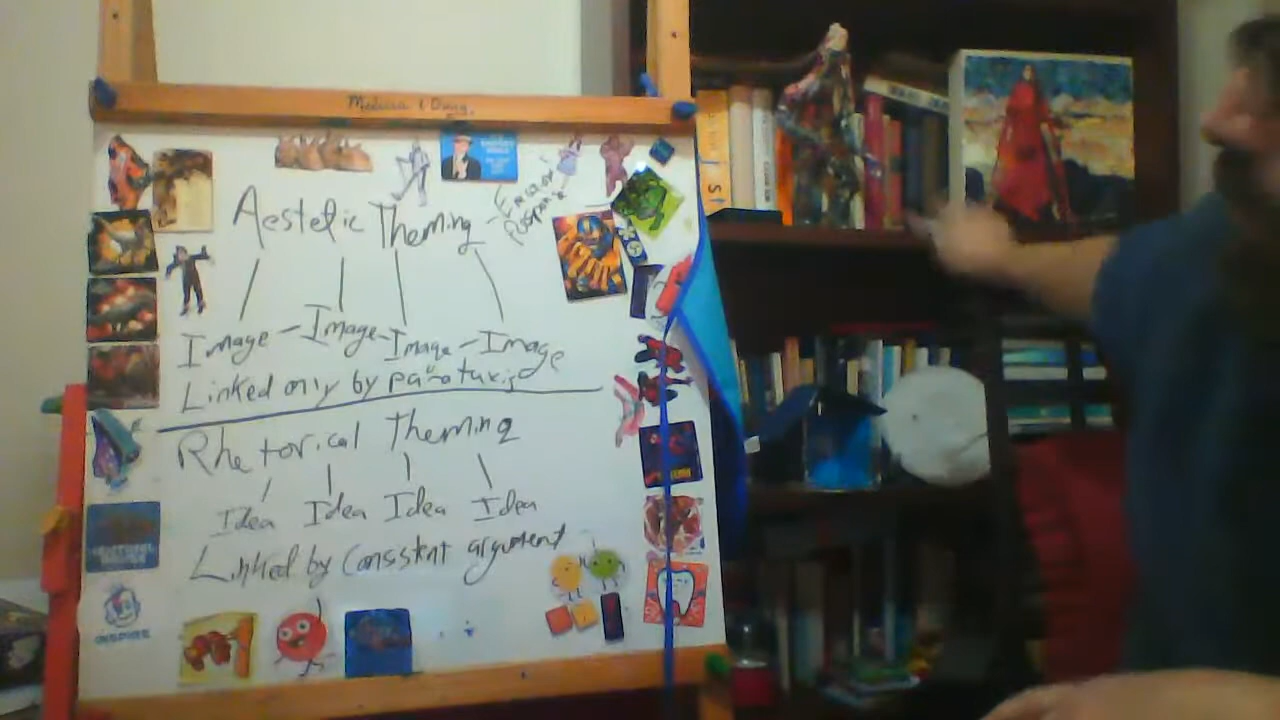 Aestetic Theming
Image - Image - Image - Image
Linked only by parataxis
Rhetorical Theming
Idea Idea Idea Idea
Linked by Consistent argument